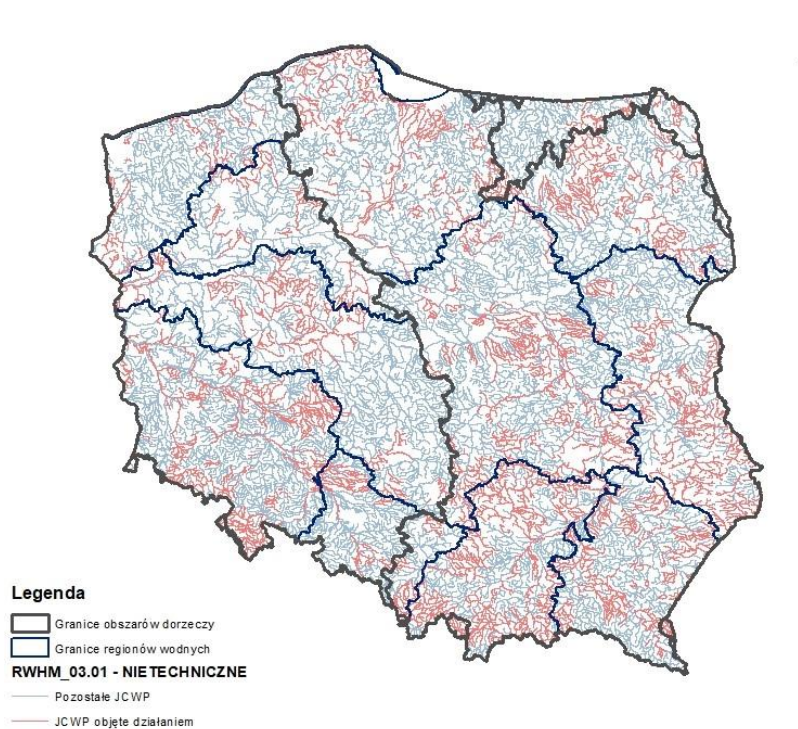 Legenda
Granice obszarów dorzeczy
Granice regionów wodnych
RWHM_03.01 - NIETECHNICZNE
Pozostałe JCWP
JCWP objęte działaniem